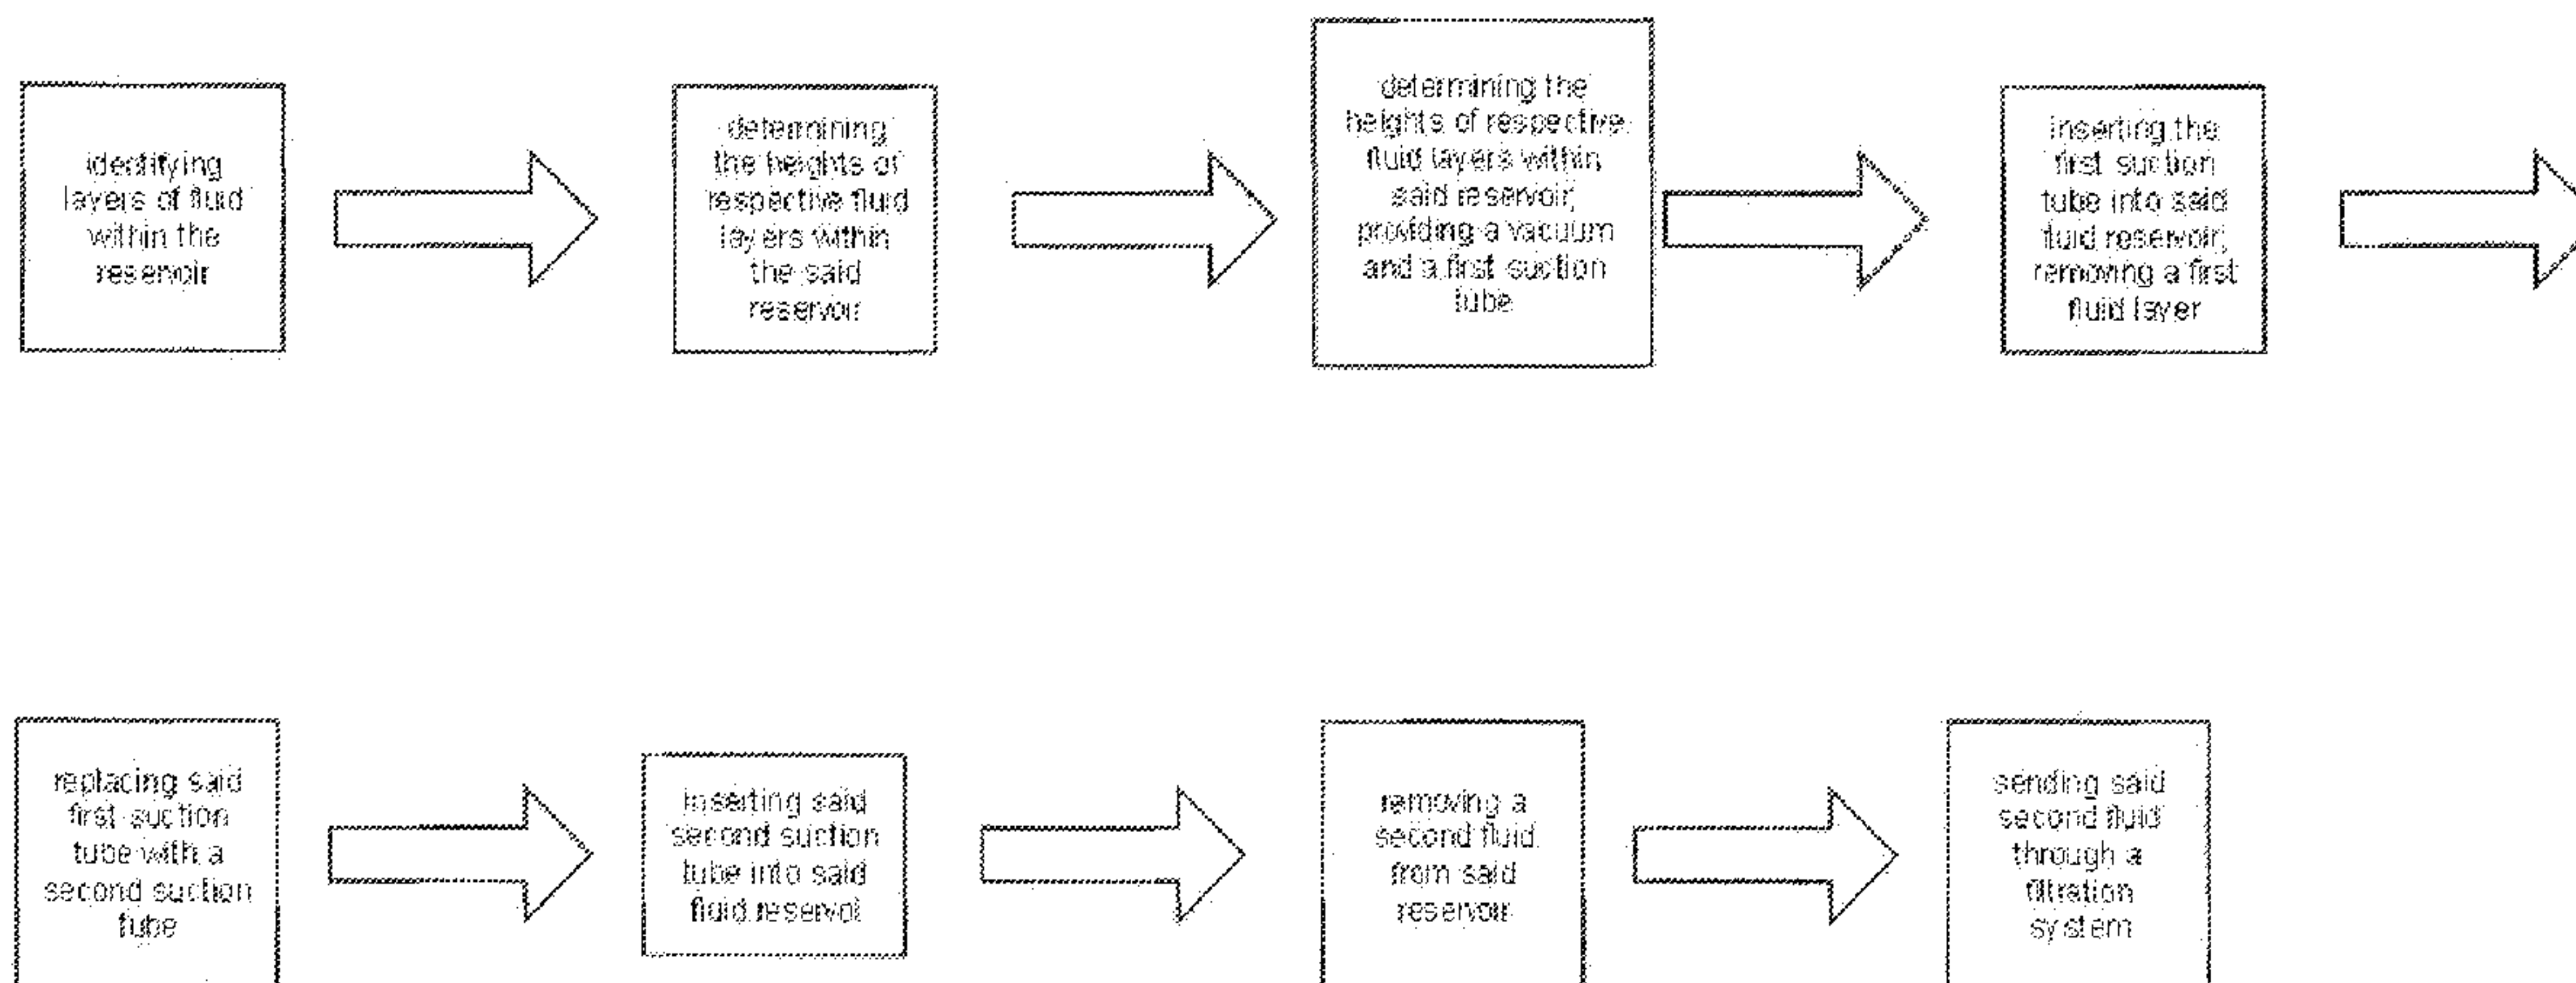 identifying
layers of fluid
within the
reservoir
determining
the heights of
respective fluid
layers within
the said
reservoir
determining the
heights of respective
fluid layers within
said reservoir;
providing a vacuum
and a first suction
tube
inserting the
first suction
tube into said
fluid reservoir;
removing a first
fluid layer
replacing said
first suction
tube with a
second suction
tube
inserting said
second suction
tube into said
fluid reservoi
removing a
second fluid
from said
reservoir
sending said
second fluid
through a
filtration
system